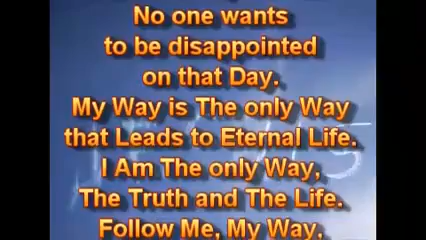 No one wants
to be disappointed
on that Day.
My Way is The only Way
that Leads to Eternal Life.
I Am The only Way,
The Truth and The Life.
Follow Me, My Way,